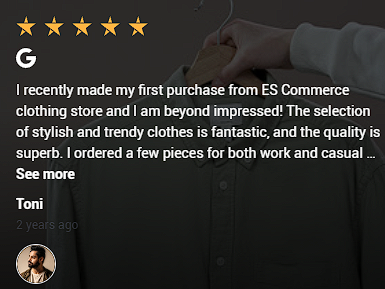 G
I recently made my first purchase from ES Commerce
clothing store and I am beyond impressed! The selection
of stylish and trendy clothes is fantastic, and the quality is
superb. I ordered a few pieces for both work and casual ...
See more
Toni
2 years ago